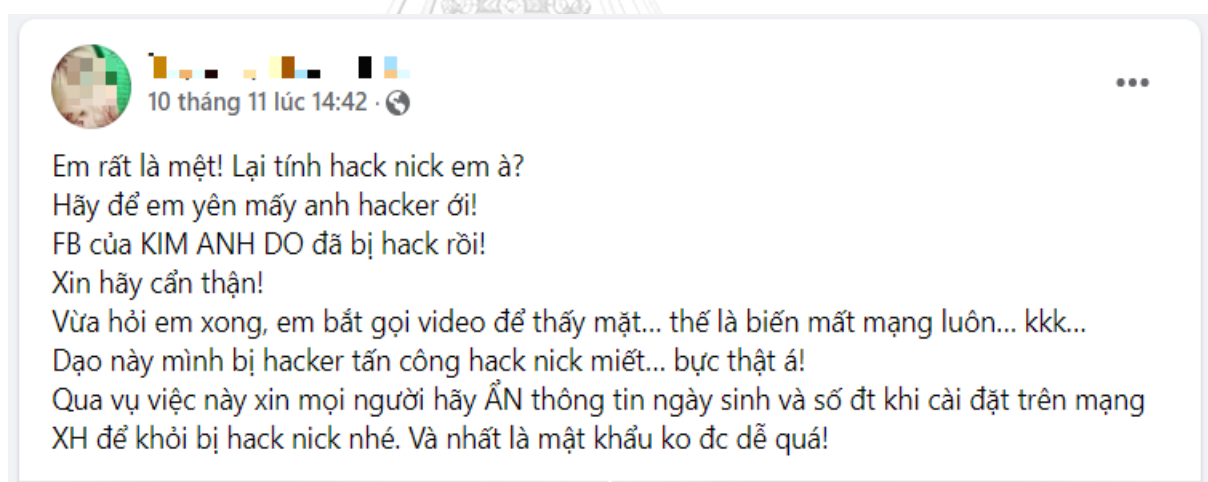 10 tháng 11 lúc 14:42 ·
Em rất là mệt! Lại tính hack nick em à?
Hãy để em yên mấy anh hacker ới!
FB của KIM ANH DO đã bị hack rồi!
Xin hãy cẩn thận!
Vừa hỏi em xong, em bắt gọi video để thấy mặt... thế là biến mất mạng luôn... kkk...
Dạo này mình bị hacker tấn công hack nick miết... bực thật á!
Qua vụ việc này xin mọi người hãy ẨN thông tin ngày sinh và số đt khi cài đặt trên mạng
XH để khỏi bị hack nick nhé. Và nhất là mật khẩu ko đc dễ quá!